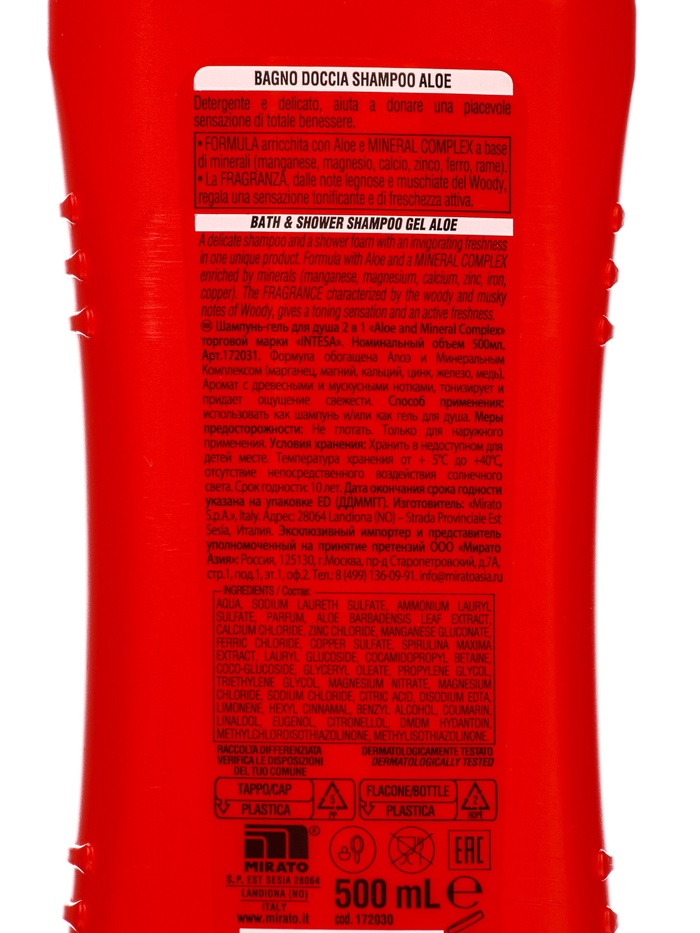 BAGNO DOCCIA SHAMPOO ALOE
Detergente e delicato, aiuta a donare una piacevole
sensazione di totale benessere.
• FORMULA arricchita con Aloe e MINERAL COMPLEX a base
di minerali (manganese, magnesio, calcio, zinco, ferro, rame).
• La FRAGRANZA, dalle note legnose e muschiate del Woody,
regala una sensazione tonificante e di freschezza attiva.
BATH & SHOWER SHAMPOO GEL ALOE
A delicate shampoo and a shower foam with an invigorating freshness
in one unique product. Formula with Aloe and a MINERAL COMPLEX
enriched by minerals (manganese, magnesium, calcium, zinc, iron,
copper). The FRAGRANCE characterized by the woody and musky
notes of Woody, gives a toning sensation and an active freshness.
Шампунь-гель для душа 2 в 1 «Aloe and Mineral Complex»
торговой марки «INTESA». Номинальный объем 500мл.
Арт.172031. Формула обогащена Алоэ и Минеральным
Комплексом (марганец, магний, кальций, цинк, железо, медь).
Аромат с древесными и мускусными нотками, тонизирует и
придает ощущение свежести. Способ применения:
использовать как шампунь и/или как гель для душа. Меры
предосторожности: Не глотать. Только для наружного
применения. Условия хранения: Хранить в недоступном для
детей месте. Температура хранения от + 5°C до +40°C,
отсутствие непосредственного воздействия солнечного
света. Срок годности: 10 лет. Дата окончания срока годности
указана на упаковке ED (ДДММГГ). Изготовитель: «Mirato
S.p.A.», Italy. Адрес: 28064 Landiona (NO) – Strada Provinciale Est
Sesia, Италия. Эксклюзивный импортер и представитель
уполномоченный на принятие претензий ООО «Мирато
Азия»: Россия, 125130, г.Москва, пр-д Старопетровский, д.7А,
стр.1, под.1, эт.1, оф.2. Тел.: 8 (499) 136-09-91. info@miratoasia.ru
INGREDIENTS / Состав:
AQUA, SODIUM LAURETH SULFATE, AMMONIUM LAURYL
SULFATE, PARFUM, ALOE BARBADENSIS LEAF EXTRACT,
CALCIUM CHLORIDE, ZINC CHLORIDE, MANGANESE GLUCONATE,
FERRIC CHLORIDE, COPPER SULFATE, SPIRULINA MAXIMA
EXTRACT, LAURYL GLUCOSIDE, COCAMIDOPROPYL BETAINE,
COCO-GLUCOSIDE, GLYCERYL OLEATE, PROPYLENE GLYCOL,
TRIETHYLENE GLYCOL, MAGNESIUM NITRATE, MAGNESIUM
CHLORIDE, SODIUM CHLORIDE, CITRIC ACID, DISODIUM EDTA,
LIMONENE, HEXYL CINNAMAL, BENZYL ALCOHOL, COUMARIN,
LINALOOL, EUGENOL, CITRONELLOL, DMDM HYDANTOIN,
METHYLCHLOROISOTHIAZOLINONE, METHYLISOTHIAZOLINONE.
RACCOLTA DIFFERENZIATA
VERIFICA LE DISPOSIZIONI
DEL TUO COMUNE
DERMATOLOGICAMENTE TESTATO
DERMATOLOGICALLY TESTED
TAPPO/CAP
PLASTICA
5
PP
FLACONE/BOTTLE
PLASTICA
2
HDPE
MIRATO®
S.P. EST SESIA 28064
LANDIONA (NO)
ITALY
www.mirato.it
EAC
500 mL ℮
cod. 172030